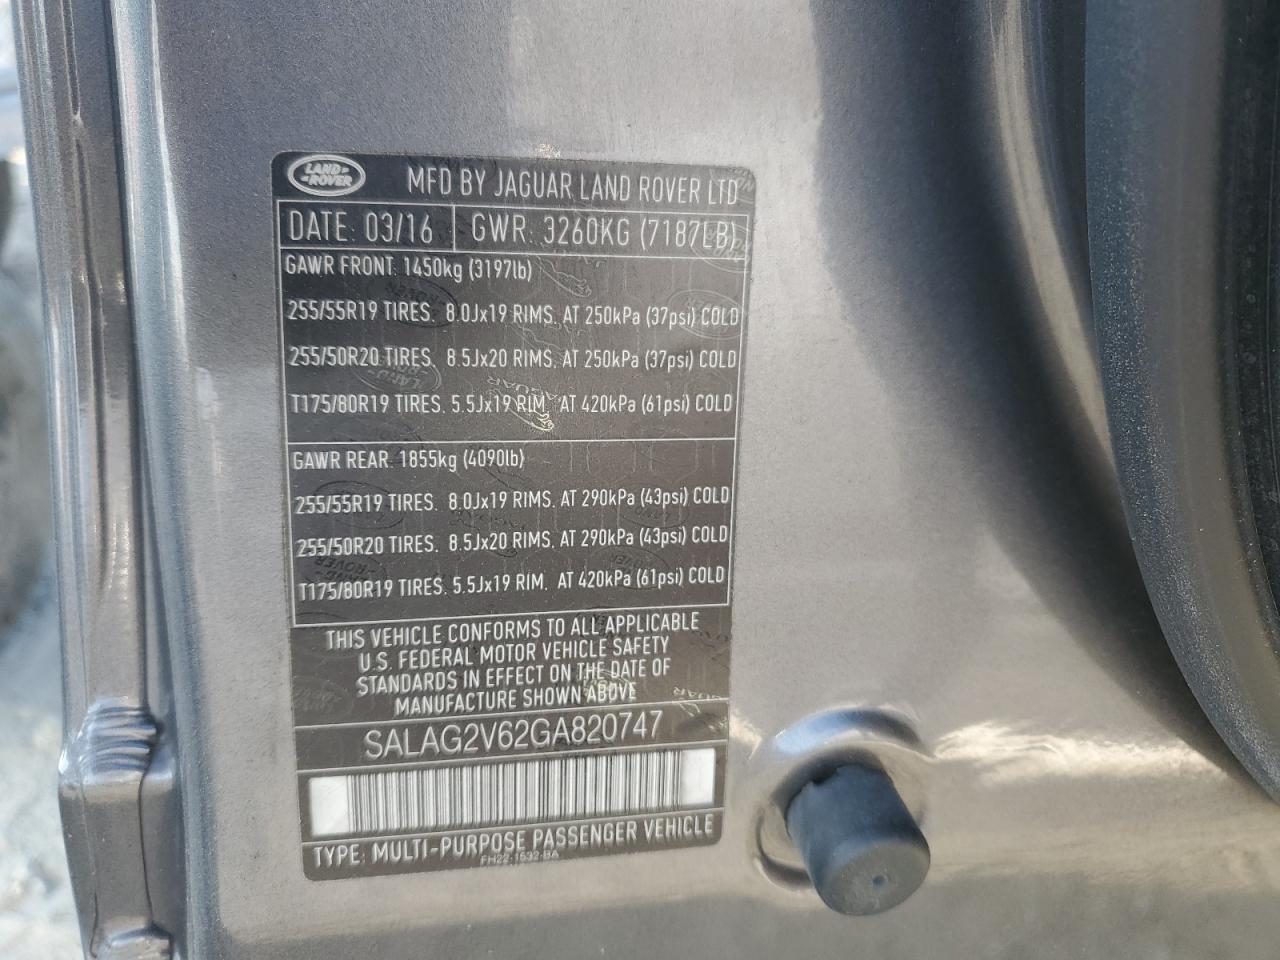 LAND-
-ROVER
MFD BY JAGUAR LAND ROVER LTD
DATE: 03/16 GWR: 3260KG (7187LB)
GAWR FRONT: 1450kg (3197lb)
255/55R19 TIRES. 8.0Jx19 RIMS. AT 250kPa (37psi) COLD
255/50R20 TIRES. 8.5Jx20 RIMS. AT 250kPa (37psi) COLD
T175/80R19 TIRES. 5.5Jx19 RIM. AT 420kPa (61psi) COLD
GAWR REAR: 1855kg (4090lb)
255/55R19 TIRES. 8.0Jx19 RIMS. AT 290kPa (43psi) COLD
255/50R20 TIRES. 8.5Jx20 RIMS. AT 290kPa (43psi) COLD
T175/80R19 TIRES. 5.5Jx19 RIM. AT 420kPa (61psi) COLD
THIS VEHICLE CONFORMS TO ALL APPLICABLE
U.S. FEDERAL MOTOR VEHICLE SAFETY
STANDARDS IN EFFECT ON THE DATE OF
MANUFACTURE SHOWN ABOVE
SALAG2V62GA820747
TYPE: MULTI-PURPOSE PASSENGER VEHICLE
FH22-1532-BA